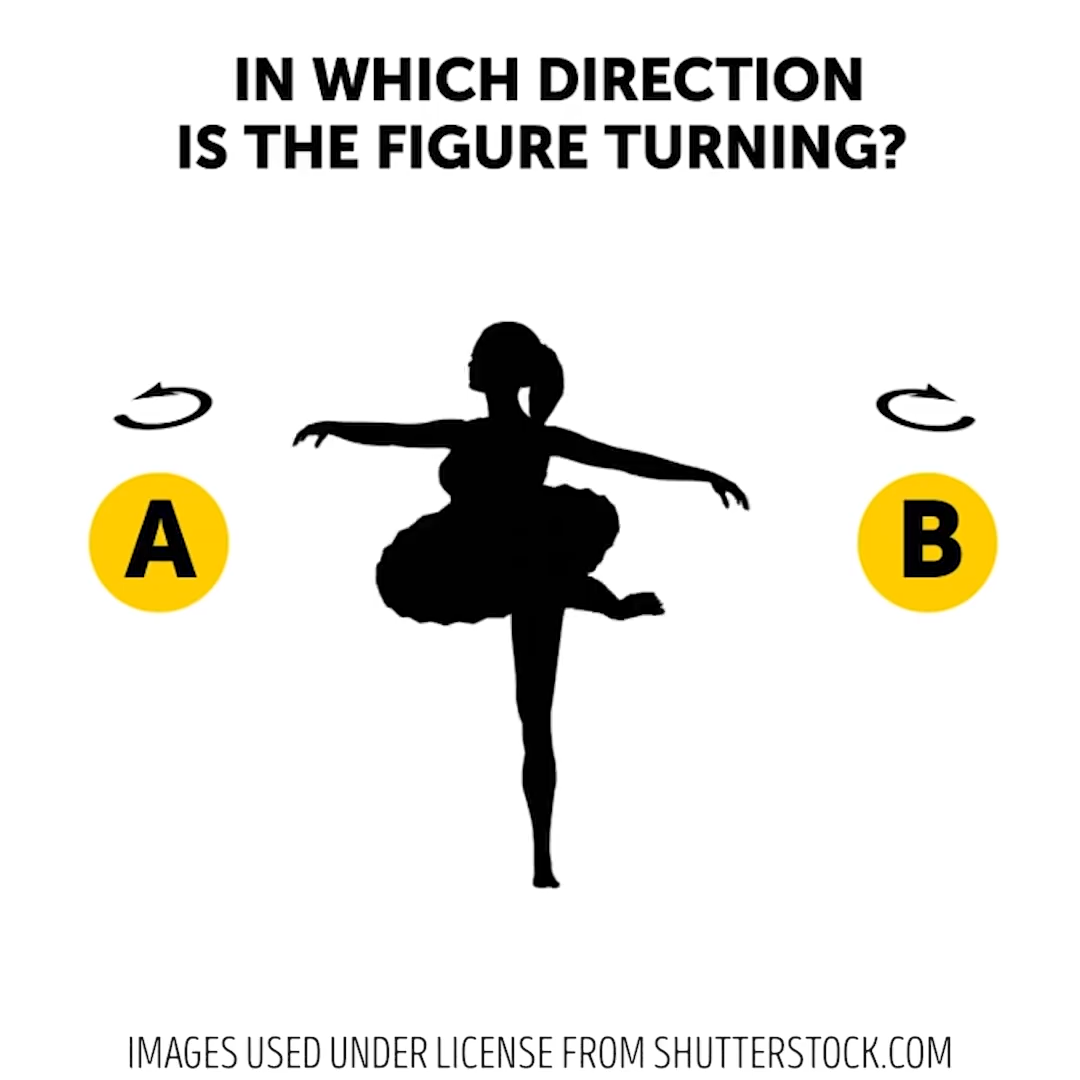 IN WHICH DIRECTION
IS THE FIGURE TURNING?
A
B
IMAGES USED UNDER LICENSE FROM SHUTTERSTOCK.COM